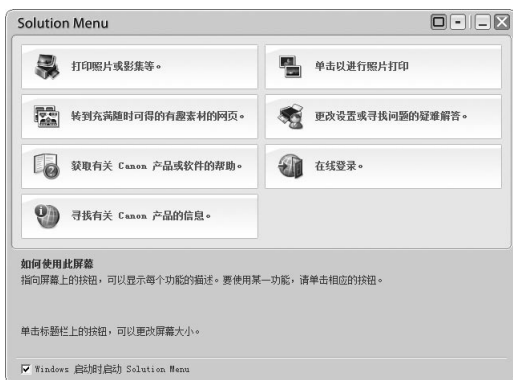 Solution Menu
打印照片或影集等。
单击以进行照片打印
转到充满随时可得的有趣素材的网页。
更改设置或寻找问题的疑难解答。
获取有关 Canon 产品或软件的帮助。
在线登录。
寻找有关 Canon 产品的信息。
如何使用此屏幕
指向屏幕上的按钮，可以显示每个功能的描述。要使用某一功能，请单击相应的按钮。
单击标题栏上的按钮，可以更改屏幕大小。
Windows 启动时启动 Solution Menu